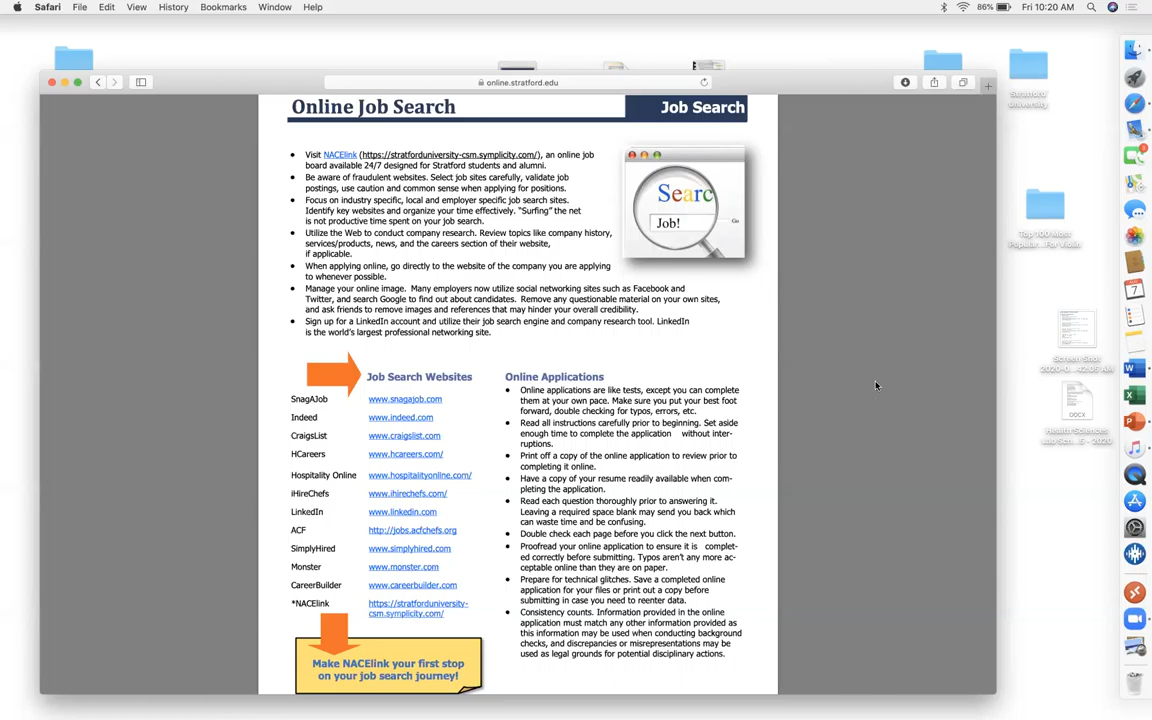 Safari File Edit View History Bookmarks Window Help 86% Fri 10:20 AM
online.stratford.edu
Online Job Search
Job Search
• Visit NACElink (https://stratforduniversity-csm.symplicity.com/), an online job
board available 24/7 designed for Stratford students and alumni.
• Be aware of fraudulent websites. Select job sites carefully, validate job
postings, use caution and common sense when applying for positions.
• Focus on industry specific, local and employer specific job search sites.
Identify key websites and organize your time effectively. “Surfing” the net
is not productive time spent on your job search.
• Utilize the Web to conduct company research. Review topics like company history,
services/products, news, and the careers section of their website,
if applicable.
• When applying online, go directly to the website of the company you are applying
to whenever possible.
• Manage your online image. Many employers now utilize social networking sites such as Facebook and
Twitter, and search Google to find out about candidates. Remove any questionable material on your own sites,
and ask friends to remove images and references that may hinder your overall credibility.
• Sign up for a LinkedIn account and utilize their job search engine and company research tool. LinkedIn
is the world's largest professional networking site.
Searc
Job!
Go
Job Search Websites
SnagAJob www.snagajob.com
Indeed www.indeed.com
CraigsList www.craigslist.com
HCareers www.hcareers.com/
Hospitality Online www.hospitalityonline.com/
iHireChefs www.ihirechefs.com/
LinkedIn www.linkedin.com
ACF http://jobs.acfchefs.org
SimplyHired www.simplyhired.com
Monster www.monster.com
CareerBuilder www.careerbuilder.com
*NACElink https://stratforduniversity-
csm.symplicity.com/
Make NACElink your first stop
on your job search journey!
Online Applications
• Online applications are like tests, except you can complete
them at your own pace. Make sure you put your best foot
forward, double checking for typos, errors, etc.
• Read all instructions carefully prior to beginning. Set aside
enough time to complete the application without inter-
ruptions.
• Print off a copy of the online application to review prior to
completing it online.
• Have a copy of your resume readily available when com-
pleting the application.
• Read each question thoroughly prior to answering it.
Leaving a required space blank may send you back which
can waste time and be confusing.
• Double check each page before you click the next button.
• Proofread your online application to ensure it is complet-
ed correctly before submitting. Typos aren't any more ac-
ceptable online than they are on paper.
• Prepare for technical glitches. Save a completed online
application for your files or print out a copy before
submitting in case you need to reenter data.
• Consistency counts. Information provided in the online
application must match any other information provided as
this information may be used when conducting background
checks, and discrepancies or misrepresentations may be
used as legal grounds for potential disciplinary actions.
Stratford
University
Top 100 Most
Popular...For Violin
Screen Shot
2020-0...42:06 AM
DOCX
Health Sciences
- 2020
3
7